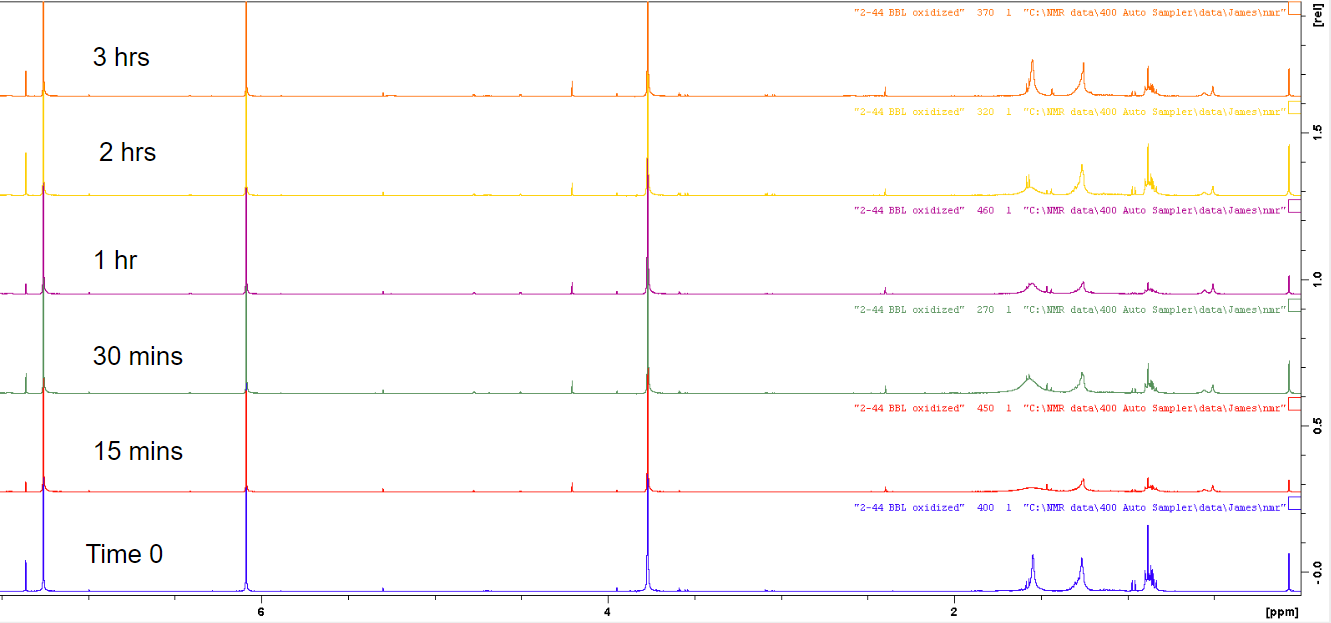 "2-44 BBL oxidized" 370 1 "C:\NMR data\400 Auto Sampler\data\James\nmr"
[rel]
3 hrs
"2-44 BBL oxidized" 320 1 "C:\NMR data\400 Auto Sampler\data\James\nmr"
1.5
2 hrs
"2-44 BBL oxidized" 460 1 "C:\NMR data\400 Auto Sampler\data\James\nmr"
1 hr
1.0
"2-44 BBL oxidized" 270 1 "C:\NMR data\400 Auto Sampler\data\James\nmr"
30 mins
"2-44 BBL oxidized" 450 1 "C:\NMR data\400 Auto Sampler\data\James\nmr"
0.5
15 mins
"2-44 BBL oxidized" 400 1 "C:\NMR data\400 Auto Sampler\data\James\nmr"
Time 0
-0.0
6 4 2 [ppm]